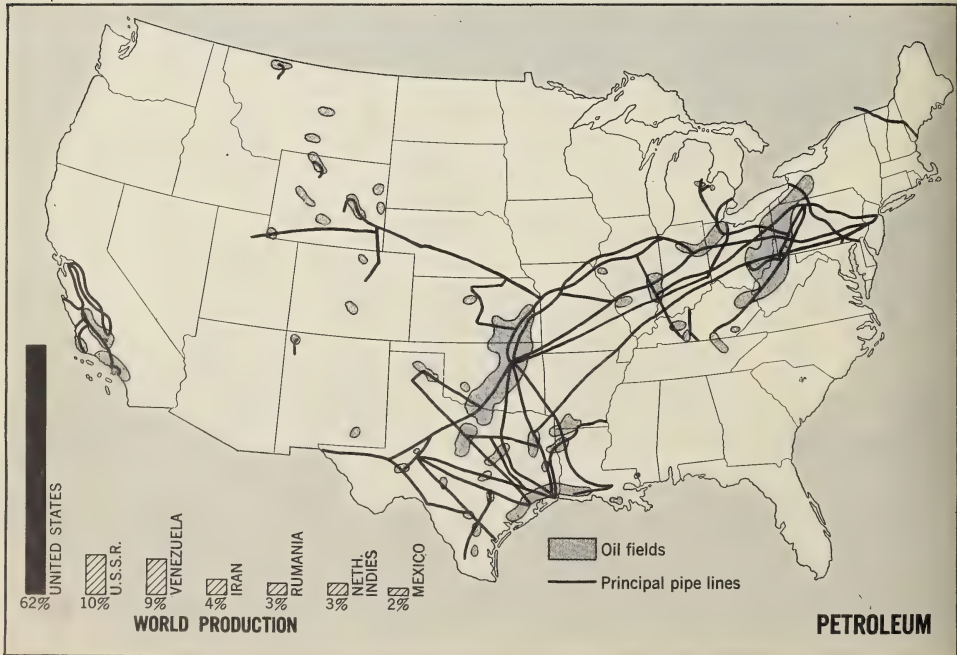 UNITED STATES
62%
U.S.S.R.
10%
VENEZUELA
9%
IRAN
4%
RUMANIA
3%
NETH.
INDIES
3%
MEXICO
2%
WORLD PRODUCTION
Oil fields
Principal pipe lines
PETROLEUM